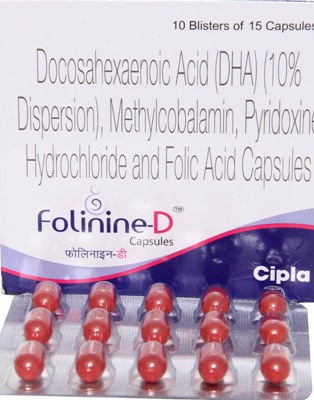 10 Blisters of 15 Capsules
Docosahexaenoic Acid (DHA) (10%
Dispersion), Methylcobalamin, Pyridoxine
Hydrochloride and Folic Acid Capsules
Folinine-D™
Capsules
फोलिनाइन-डी
Cipla